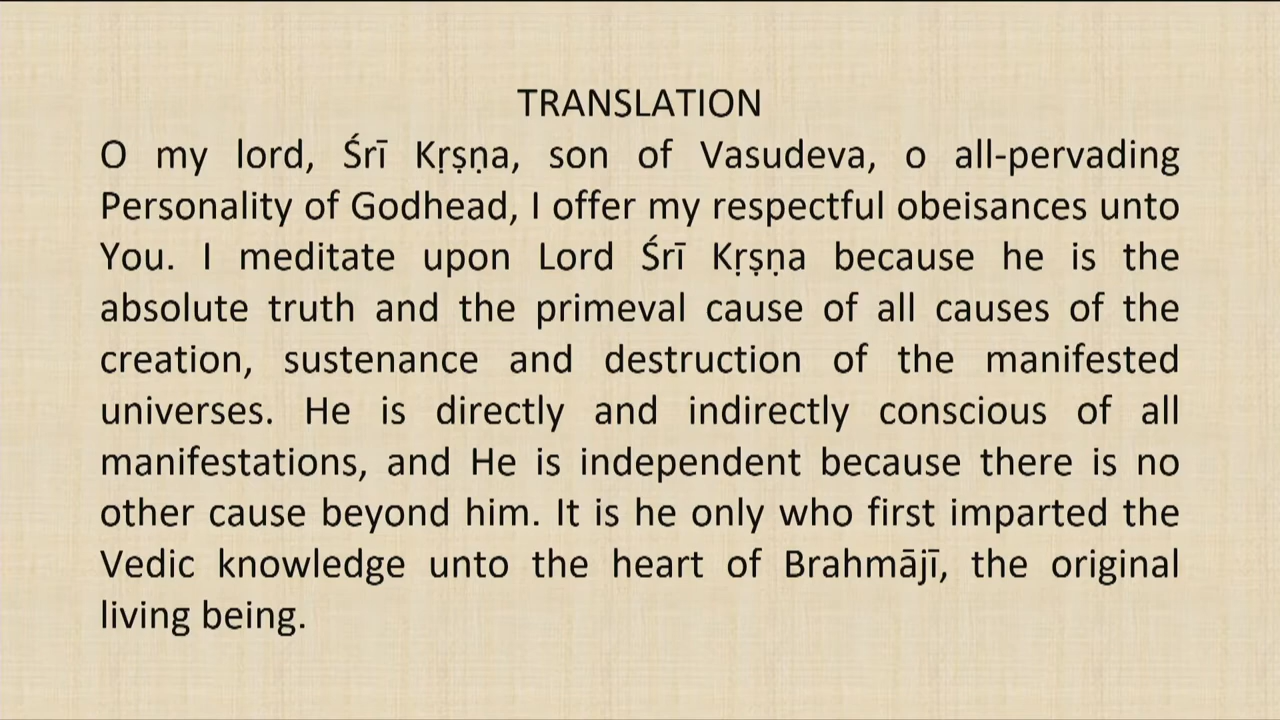 TRANSLATION
O my lord, Śrī Kṛṣṇa, son of Vasudeva, o all-pervading
Personality of Godhead, I offer my respectful obeisances unto
You. I meditate upon Lord Śrī Kṛṣṇa because he is the
absolute truth and the primeval cause of all causes of the
creation, sustenance and destruction of the manifested
universes. He is directly and indirectly conscious of all
manifestations, and He is independent because there is no
other cause beyond him. It is he only who first imparted the
Vedic knowledge unto the heart of Brahmājī, the original
living being.